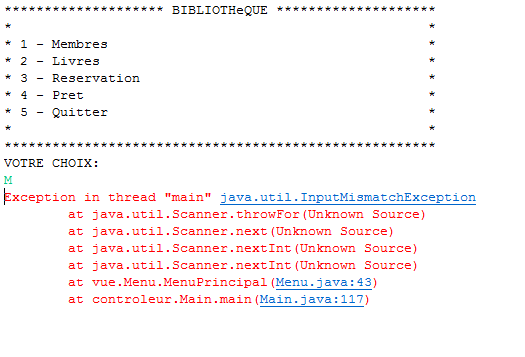 ******************** BIBLIOTHeQUE ********************
* *
* 1 - Membres *
* 2 - Livres *
* 3 - Reservation *
* 4 - Pret *
* 5 - Quitter *
* *
******************************************************
VOTRE CHOIX:
M
Exception in thread "main" java.util.InputMismatchException
at java.util.Scanner.throwFor(Unknown Source)
at java.util.Scanner.next(Unknown Source)
at java.util.Scanner.nextInt(Unknown Source)
at java.util.Scanner.nextInt(Unknown Source)
at vue.Menu.MenuPrincipal(Menu.java:43)
at controleur.Main.main(Main.java:117)